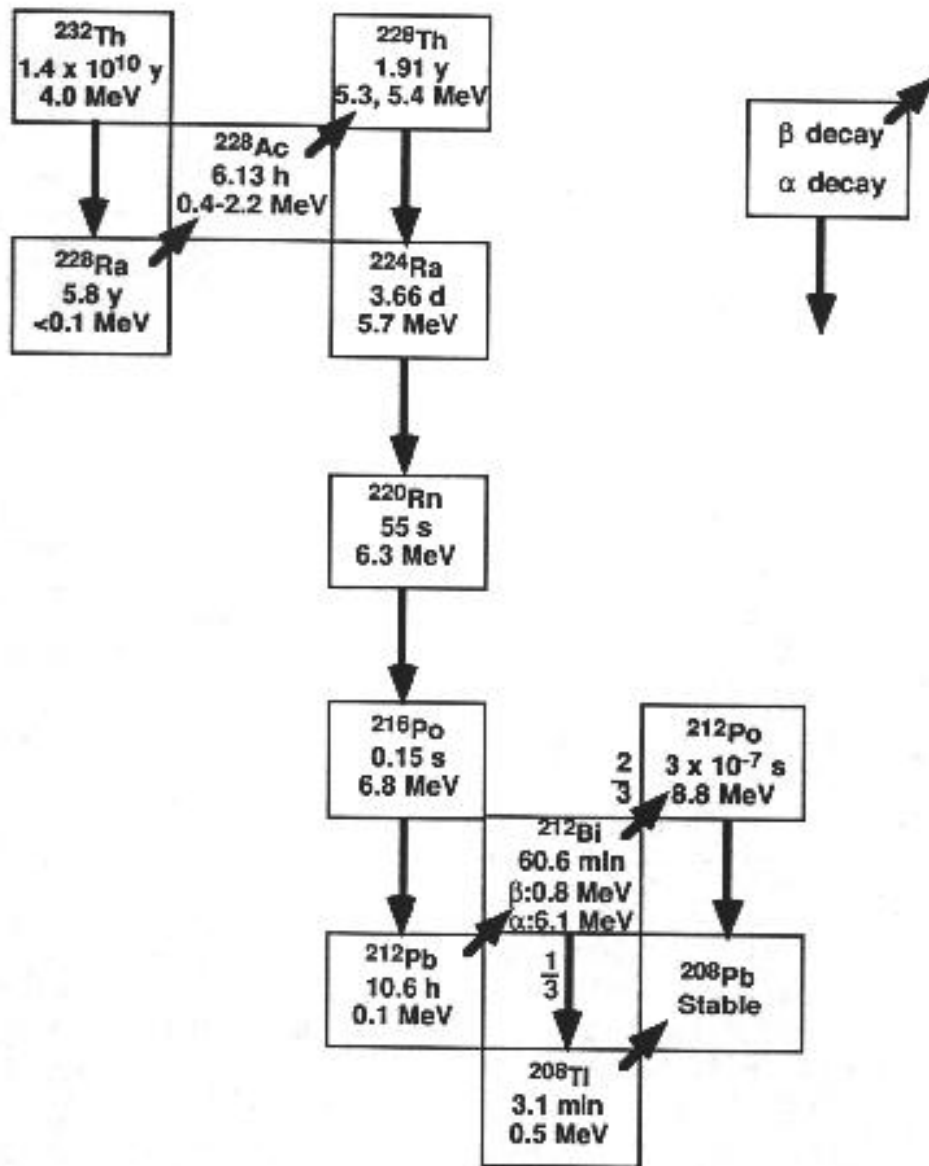 ²³²Th
1.4 x 10¹⁰ y
4.0 MeV
²²⁸Th
1.91 y
5.3, 5.4 MeV
β decay
α decay
²²⁸Ac
6.13 h
0.4-2.2 MeV
²²⁸Ra
5.8 y
<0.1 MeV
²²⁴Ra
3.66 d
5.7 MeV
²²⁰Rn
55 s
6.3 MeV
²¹⁶Po
0.15 s
6.8 MeV
2/3
²¹²Po
3 x 10⁻⁷ s
8.8 MeV
²¹²Bi
60.6 min
β:0.8 MeV
α:6.1 MeV
²¹²Pb
10.6 h
0.1 MeV
1/3
²⁰⁸Pb
Stable
²⁰⁸Tl
3.1 min
0.5 MeV